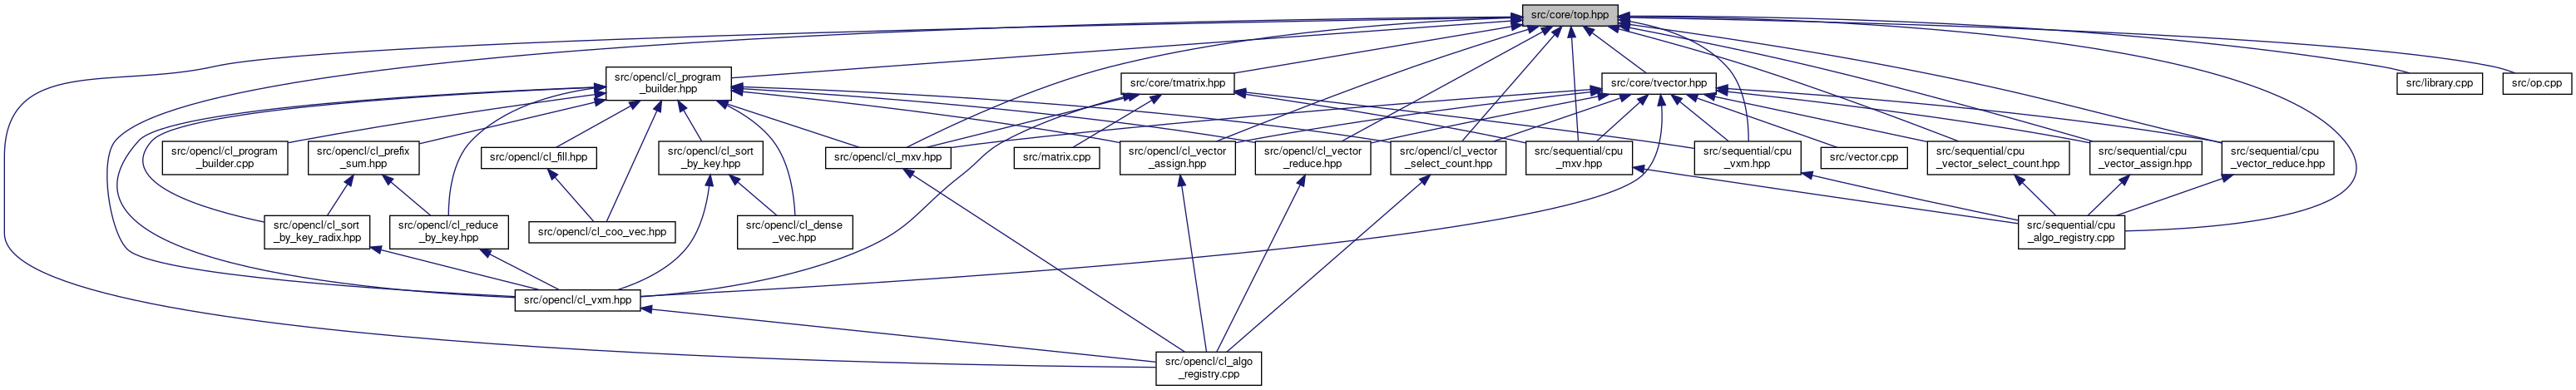 src/core/top.hpp
src/opencl/cl_program
_builder.hpp
src/core/tmatrix.hpp
src/core/tvector.hpp
src/library.cpp
src/op.cpp
src/opencl/cl_program
_builder.cpp
src/opencl/cl_prefix
_sum.hpp
src/opencl/cl_fill.hpp
src/opencl/cl_sort
_by_key.hpp
src/opencl/cl_mxv.hpp
src/matrix.cpp
src/opencl/cl_vector
_assign.hpp
src/opencl/cl_vector
_reduce.hpp
src/opencl/cl_vector
_select_count.hpp
src/sequential/cpu
_mxv.hpp
src/sequential/cpu
_vxm.hpp
src/vector.cpp
src/sequential/cpu
_vector_select_count.hpp
src/sequential/cpu
_vector_assign.hpp
src/sequential/cpu
_vector_reduce.hpp
src/opencl/cl_sort
_by_key_radix.hpp
src/opencl/cl_reduce
_by_key.hpp
src/opencl/cl_coo_vec.hpp
src/opencl/cl_dense
_vec.hpp
src/sequential/cpu
_algo_registry.cpp
src/opencl/cl_vxm.hpp
src/opencl/cl_algo
_registry.cpp